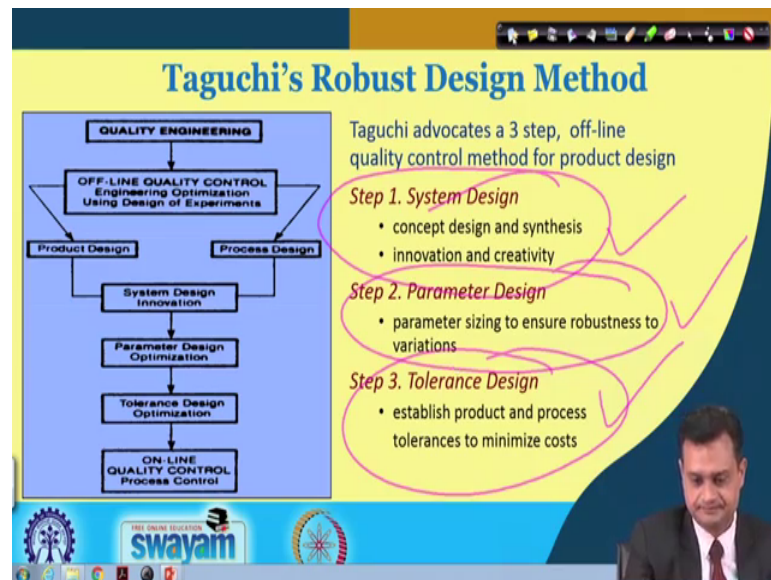 Taguchi's Robust Design Method
QUALITY ENGINEERING
OFF-LINE QUALITY CONTROL
Engineering Optimization
Using Design of Experiments
Product Design
Process Design
System Design
Innovation
Parameter Design
Optimization
Tolerance Design
Optimization
ON-LINE
QUALITY CONTROL
Process Control
Taguchi advocates a 3 step, off-line
quality control method for product design
Step 1. System Design
• concept design and synthesis
• innovation and creativity
Step 2. Parameter Design
• parameter sizing to ensure robustness to
variations
Step 3. Tolerance Design
• establish product and process
tolerances to minimize costs
FREE ONLINE EDUCATION
swayam